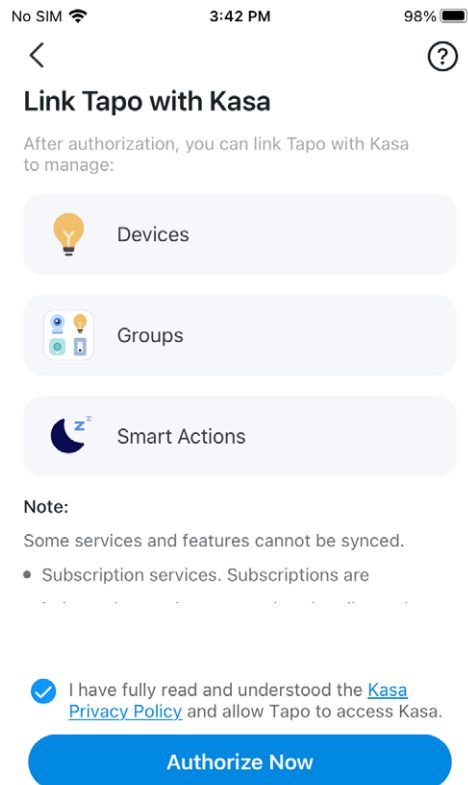 No SIM 3:42 PM 98%
Link Tapo with Kasa
After authorization, you can link Tapo with Kasa
to manage:
Devices
Groups
Smart Actions
Note:
Some services and features cannot be synced.
• Subscription services. Subscriptions are
I have fully read and understood the Kasa
Privacy Policy and allow Tapo to access Kasa.
Authorize Now